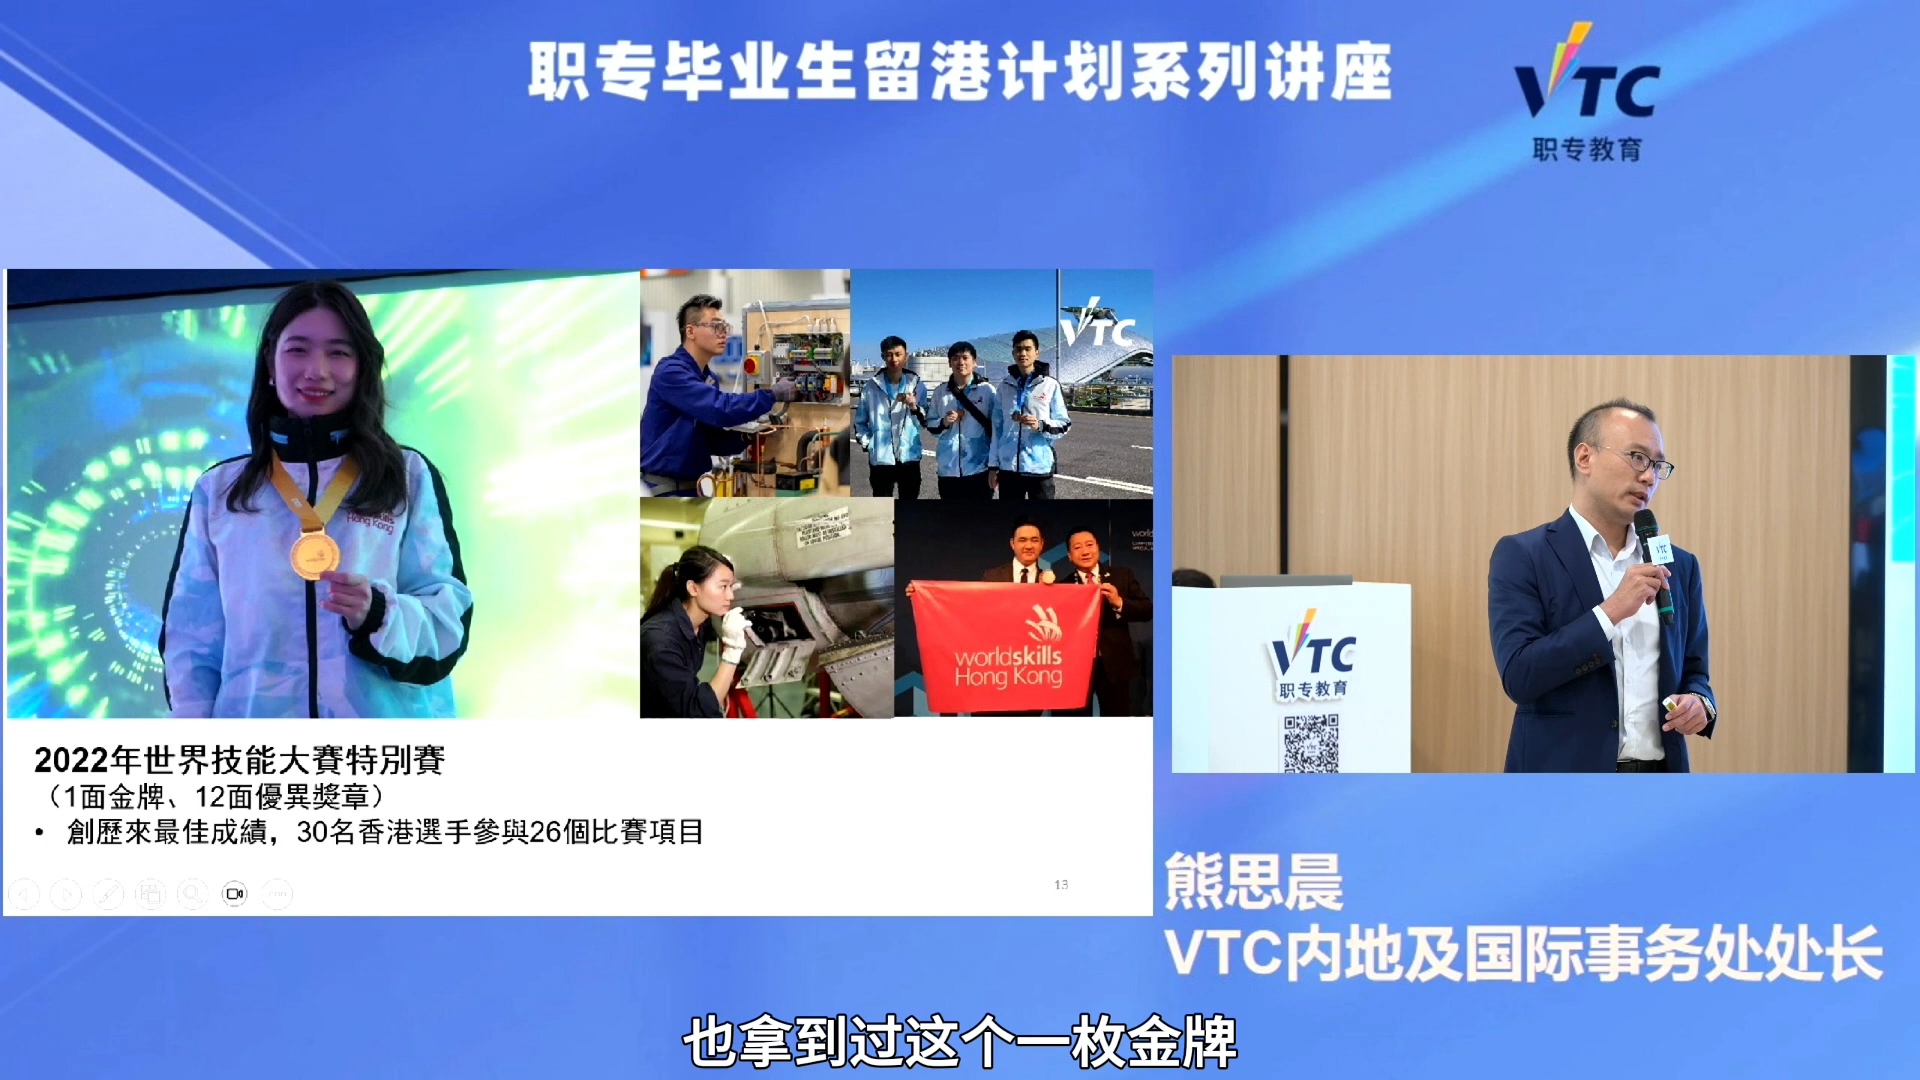 职专毕业生留港计划系列讲座
VTC
职专教育
VTC
Hong Kong
worldskills
Hong Kong
VTC
职专教育
2022年世界技能大賽特別賽
（1面金牌、12面優異獎章）
• 創歷來最佳成績，30名香港選手參與26個比賽項目
13
熊思晨
VTC内地及国际事务处处长
也拿到过这个一枚金牌